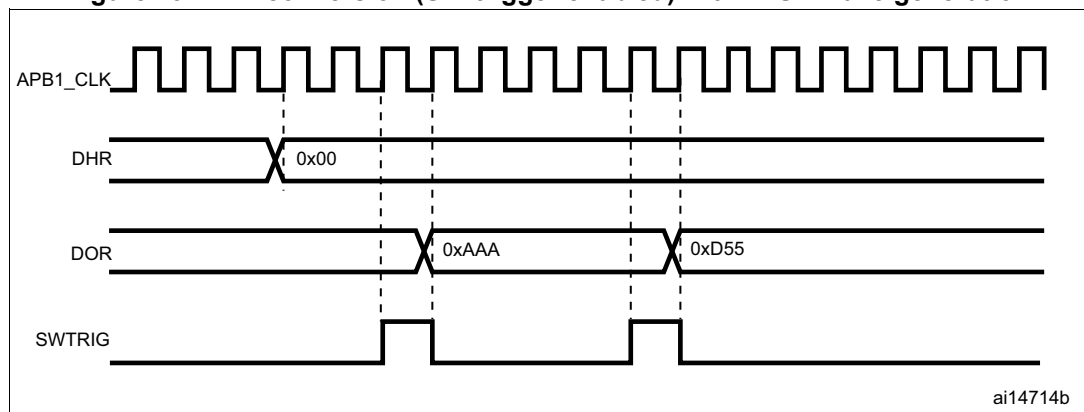 APB1_CLK
DHR
0x00
DOR
0xAAA
0xD55
SWTRIG
ai14714b